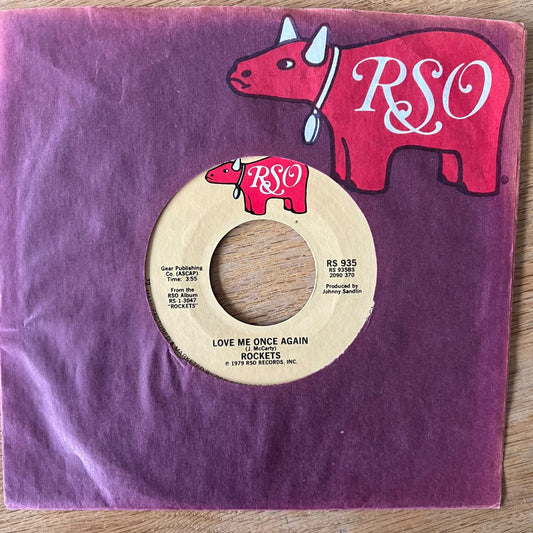 RSO
RSO
Gear Publishing
Co. (ASCAP)
Time: 3:55
From the
RSO Album
RS-1-3047
"ROCKETS"
RS 935
RS 935BS
2090 370
Produced by
Johnny Sandlin
LOVE ME ONCE AGAIN
(J. McCarty)
ROCKETS
℗ 1979 RSO RECORDS, INC.